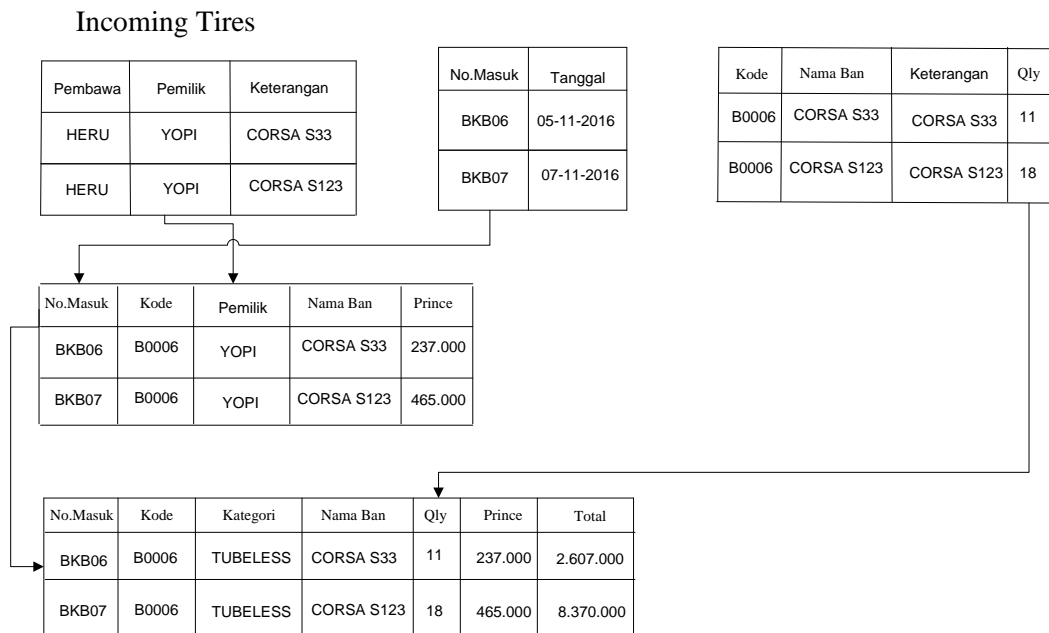 Incoming Tires
Pembawa Pemilik Keterangan
HERU YOPI CORSA S33
HERU YOPI CORSA S123
No.Masuk Tanggal
BKB06 05-11-2016
BKB07 07-11-2016
Kode Nama Ban Keterangan Qly
B0006 CORSA S33 CORSA S33 11
B0006 CORSA S123 CORSA S123 18
No.Masuk Kode Pemilik Nama Ban Prince
BKB06 B0006 YOPI CORSA S33 237.000
BKB07 B0006 YOPI CORSA S123 465.000
No.Masuk Kode Kategori Nama Ban Qly Prince Total
BKB06 B0006 TUBELESS CORSA S33 11 237.000 2.607.000
BKB07 B0006 TUBELESS CORSA S123 18 465.000 8.370.000